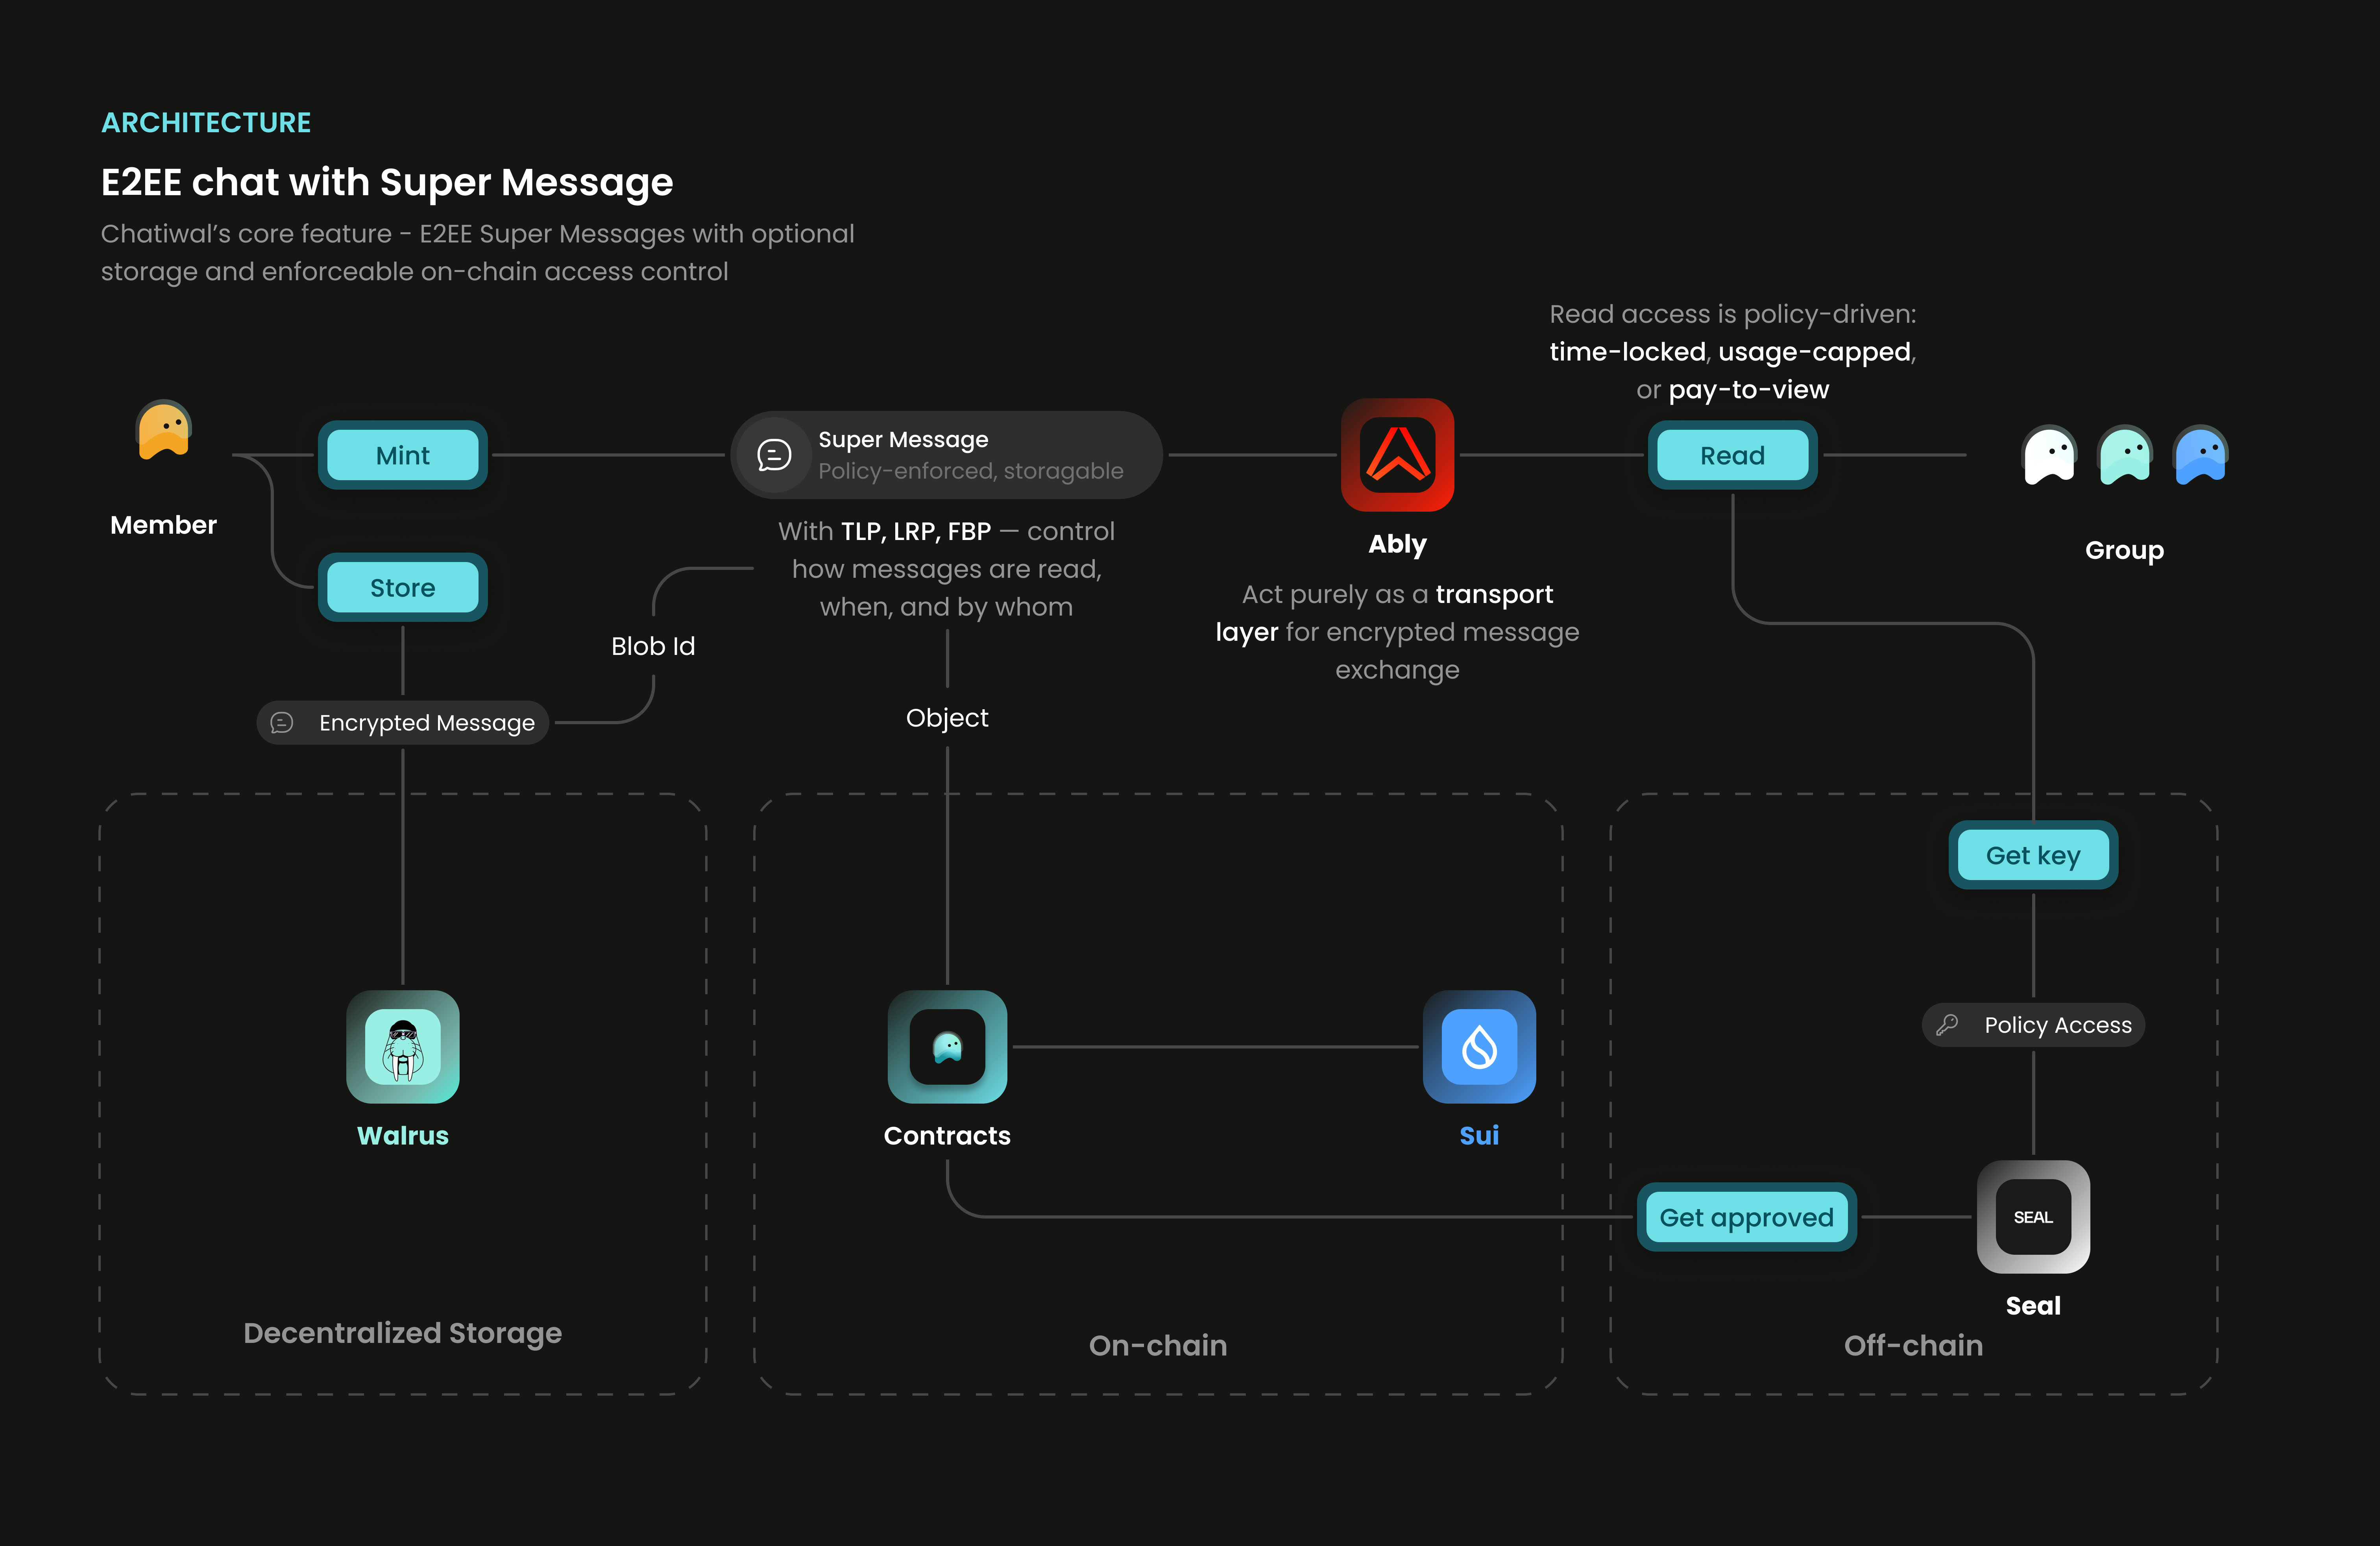 ARCHITECTURE
E2EE chat with Super Message
Chatiwal’s core feature - E2EE Super Messages with optional
storage and enforceable on-chain access control
Read access is policy-driven:
time-locked, usage-capped,
or pay-to-view
Member
Mint
Super Message
Policy-enforced, storagable
Read
Group
With TLP, LRP, FBP — control
how messages are read,
when, and by whom
Ably
Act purely as a transport
layer for encrypted message
exchange
Store
Blob Id
Encrypted Message
Object
Get key
Policy Access
Walrus
Contracts
Sui
Get approved
SEAL
Seal
Decentralized Storage
On-chain
Off-chain